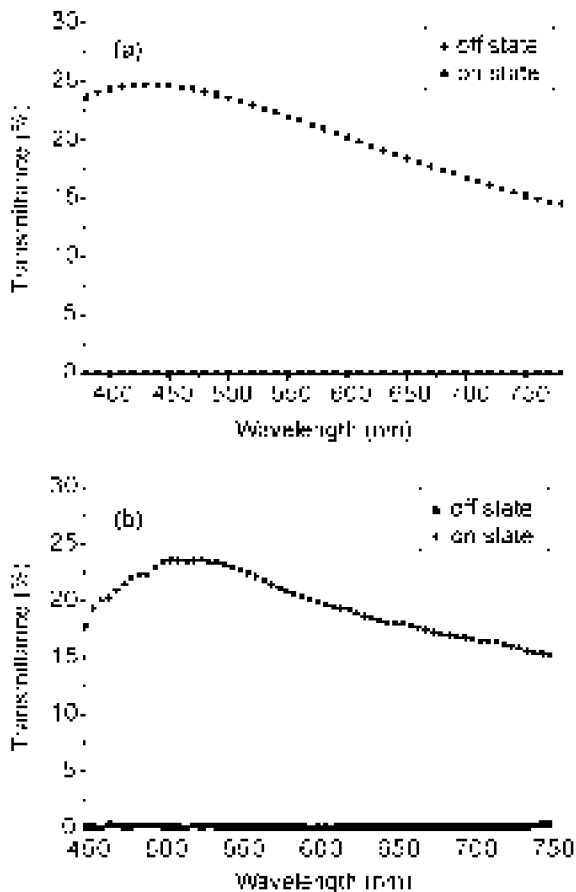 30
(a)
off state
on state
25
20
15
10
5
0
Transmittance (%)
400 450 500 550 600 650 700 750
Wavelength (nm)
30
(b)
off state
on state
25
20
15
10
5
0
Transmittance (%)
450 500 550 600 650 700 750
Wavelength (nm)